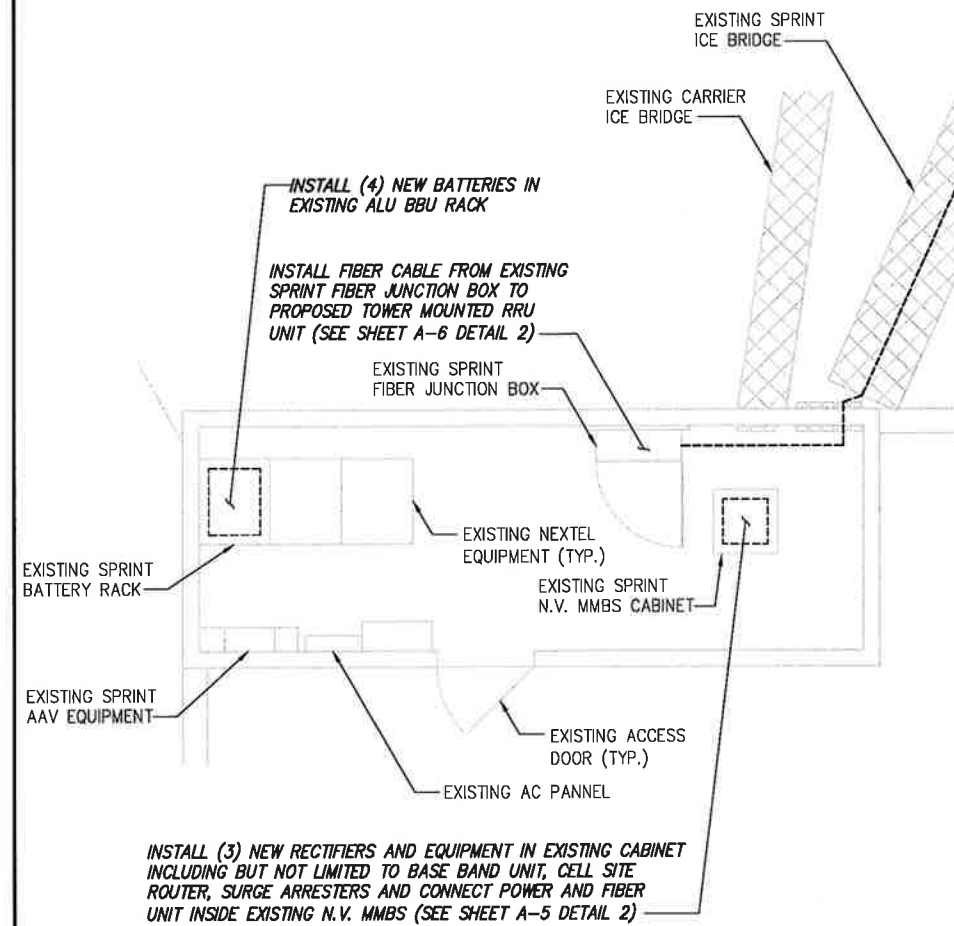 EXISTING SPRINT
ICE BRIDGE
EXISTING CARRIER
ICE BRIDGE
INSTALL (4) NEW BATTERIES IN
EXISTING ALU BBU RACK
INSTALL FIBER CABLE FROM EXISTING
SPRINT FIBER JUNCTION BOX TO
PROPOSED TOWER MOUNTED RRU
UNIT (SEE SHEET A-6 DETAIL 2)
EXISTING SPRINT
FIBER JUNCTION BOX
EXISTING NEXTEL
EQUIPMENT (TYP.)
EXISTING SPRINT
BATTERY RACK
EXISTING SPRINT
N.V. MMBS CABINET
EXISTING SPRINT
AAV EQUIPMENT
EXISTING ACCESS
DOOR (TYP.)
EXISTING AC PANNEL
INSTALL (3) NEW RECTIFIERS AND EQUIPMENT IN EXISTING CABINET
INCLUDING BUT NOT LIMITED TO BASE BAND UNIT, CELL SITE
ROUTER, SURGE ARRESTERS AND CONNECT POWER AND FIBER
UNIT INSIDE EXISTING N.V. MMBS (SEE SHEET A-5 DETAIL 2)